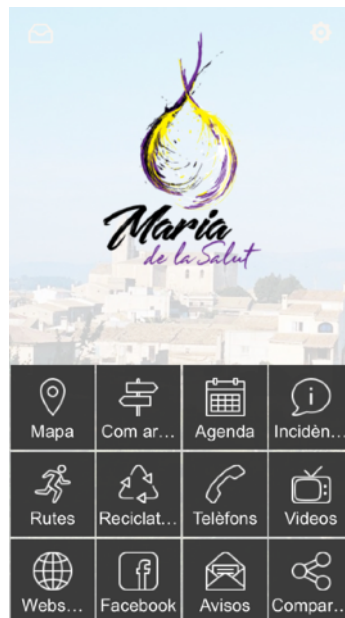 Maria
de la Salut
Mapa
Com ar...
Agenda
Incidèn...
Rutes
Reciclat...
Telèfons
Videos
Webs...
Facebook
Avisos
Compar...